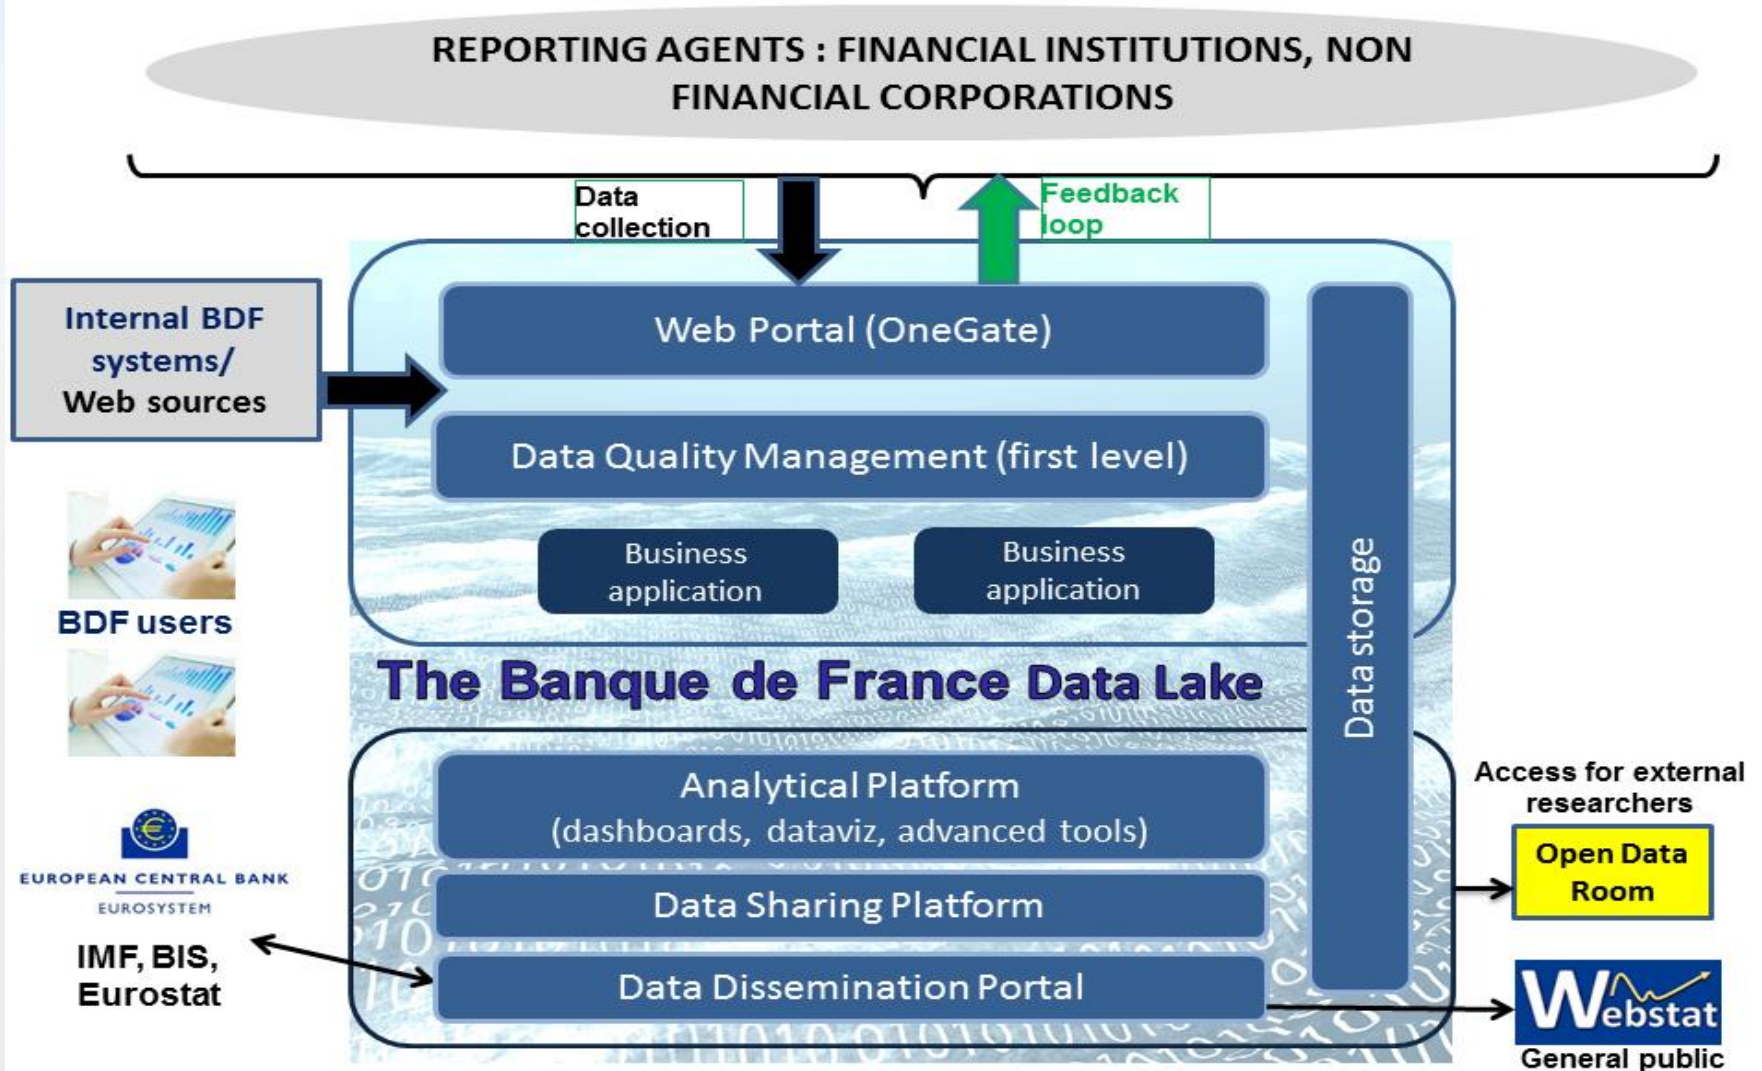 REPORTING AGENTS : FINANCIAL INSTITUTIONS, NON
FINANCIAL CORPORATIONS
Data
collection
Feedback
loop
Internal BDF
systems/
Web sources
Web Portal (OneGate)
Data Quality Management (first level)
Business
application
Business
application
Data storage
BDF users
The Banque de France Data Lake
Analytical Platform
(dashboards, dataviz, advanced tools)
Data Sharing Platform
Data Dissemination Portal
EUROPEAN CENTRAL BANK
EUROSYSTEM
IMF, BIS,
Eurostat
Access for external
researchers
Open Data
Room
Webstat
General public